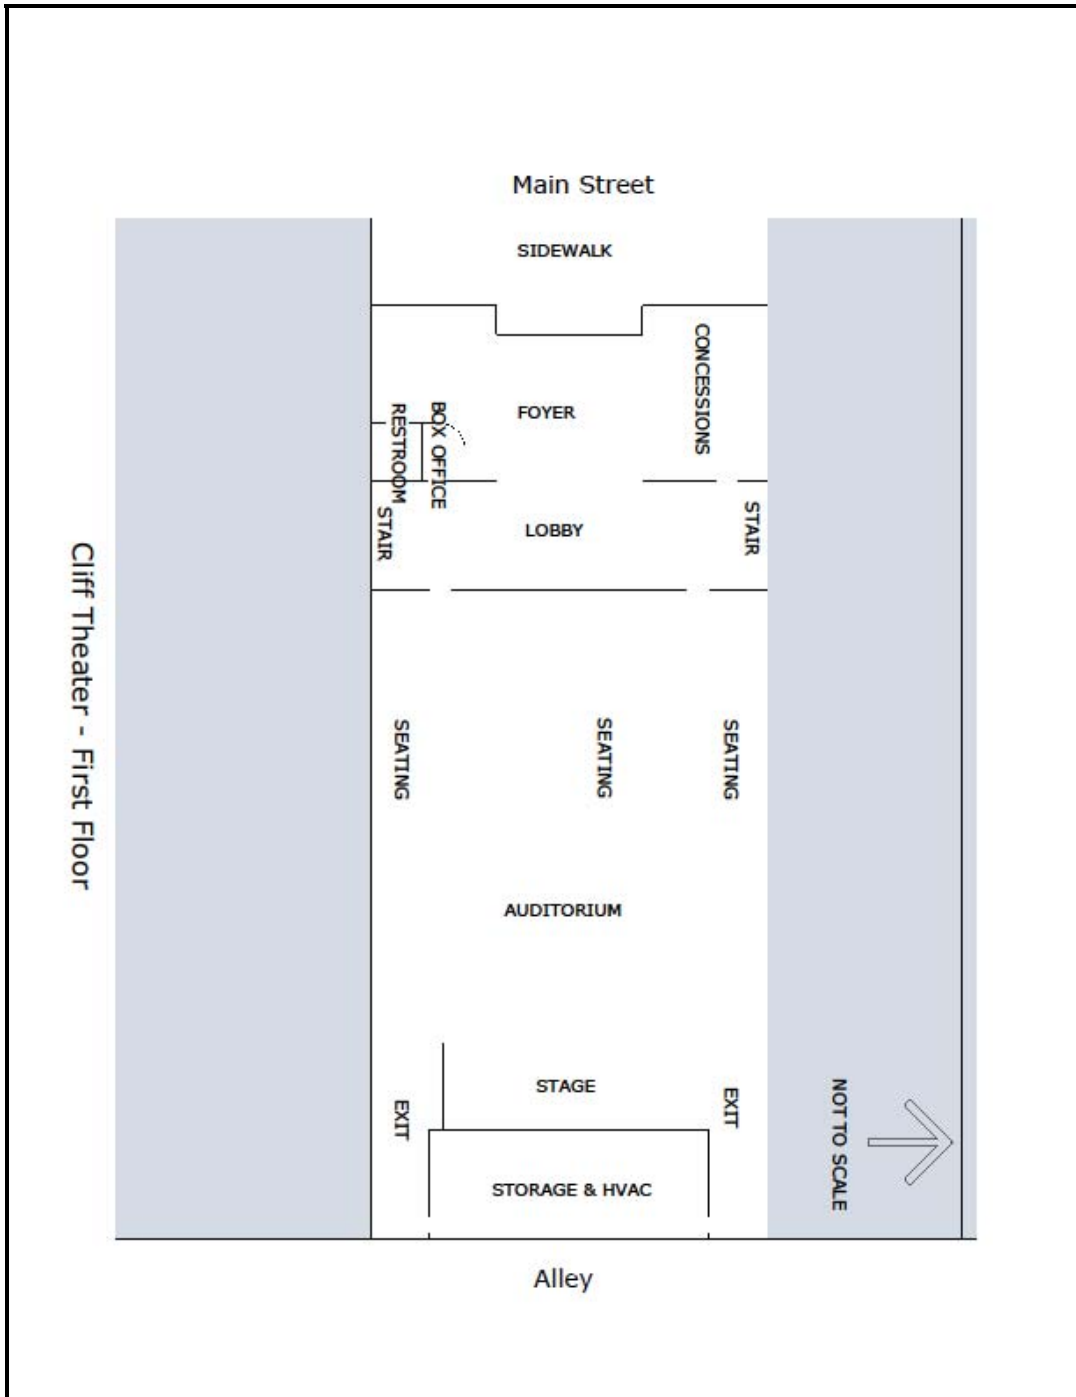 Main Street
SIDEWALK
CONCESSIONS
FOYER
BOX OFFICE
RESTROOM
STAIR
LOBBY
STAIR
Cliff Theater - First Floor
SEATING
SEATING
SEATING
AUDITORIUM
STAGE
EXIT
EXIT
NOT TO SCALE
STORAGE & HVAC
Alley